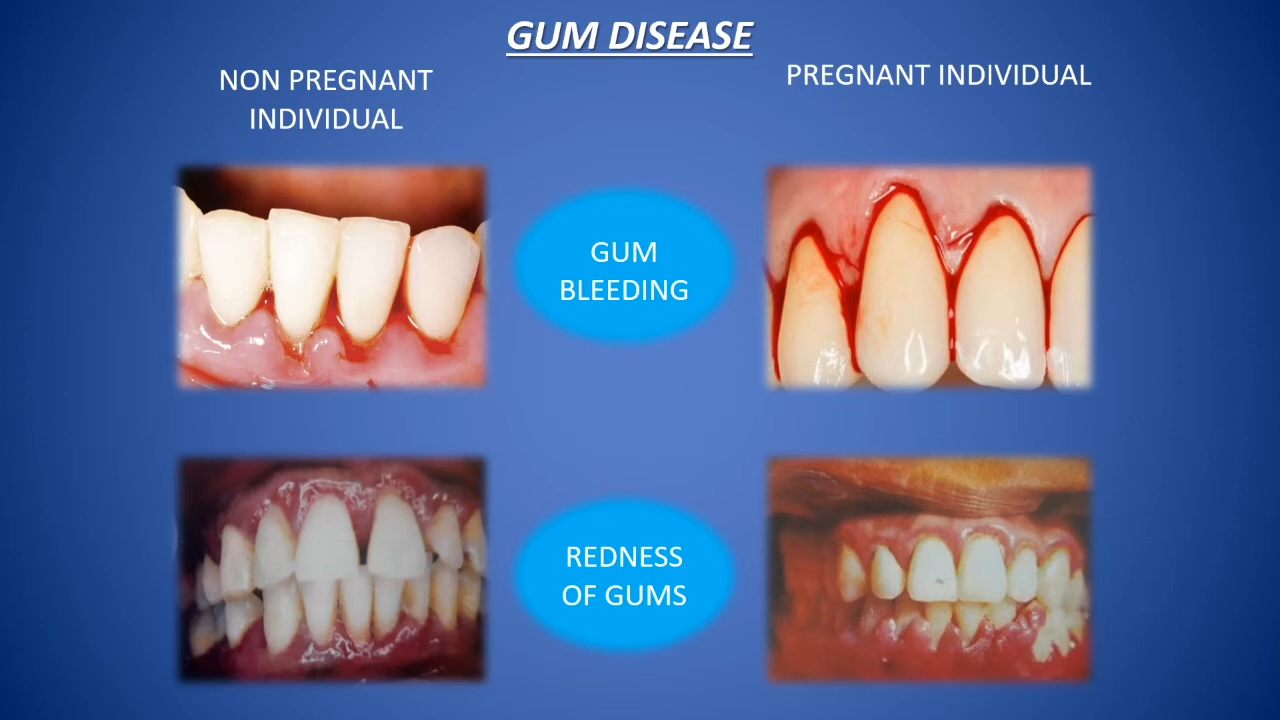 GUM DISEASE
NON PREGNANT
INDIVIDUAL
PREGNANT INDIVIDUAL
GUM
BLEEDING
REDNESS
OF GUMS